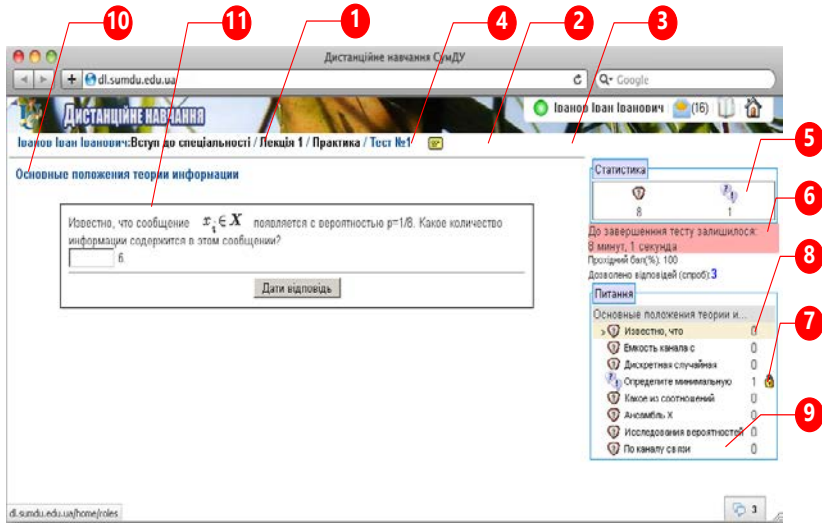 10 11 1 4 2 3
Дистанційне навчання СумДУ
dl.sumdu.edu.ua
Google
Дистанційне навчання
Іванов Іван Іванович (16)
Іванов Іван Іванович:Вступ до спеціальності / Лекція 1 / Практика / Тест №1
Основные положения теории информации
Известно, что сообщение x_i ∈ X появляется с вероятностью p=1/8. Какое количество
информации содержится в этом сообщении?
б.
Дати відповідь
5
Статистика
8 1
6
До завершенння тесту залишилося:
8 минут, 1 секунда
Прохідний бал(%): 100
Дозволено відповідей (спроб):3
8
Питання
Основные положения теории и...
Известно, что 0
7
Емкость канала с 0
Дискретная случайная 0
Определите минимальную 1
Какое из соотношений 0
Ансамбль X 0
9
Исследования вероятностей 0
По каналу связи 0
dl.sumdu.edu.ua/home/roles
3